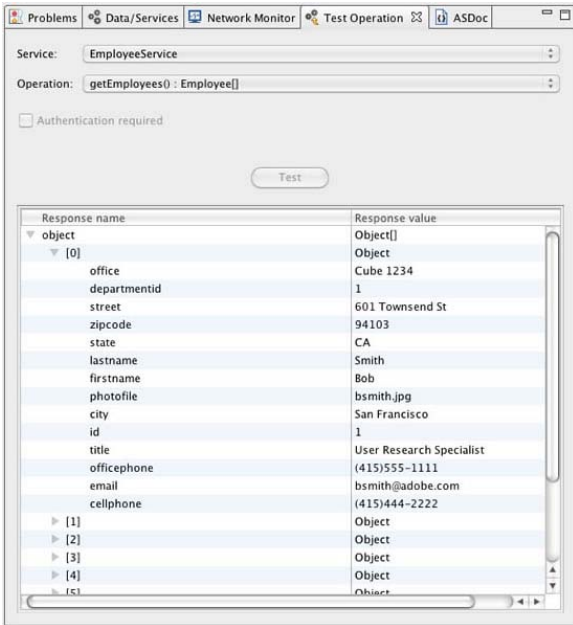 Problems Data/Services Network Monitor Test Operation ASDoc
Service: EmployeeService
Operation: getEmployees() : Employee[]
Authentication required
Test
Response name Response value
object Object[]
[0] Object
office Cube 1234
departmentid 1
street 601 Townsend St
zipcode 94103
state CA
lastname Smith
firstname Bob
photofile bsmith.jpg
city San Francisco
id 1
title User Research Specialist
officephone (415)555-1111
email bsmith@adobe.com
cellphone (415)444-2222
[1] Object
[2] Object
[3] Object
[4] Object
[5] Object